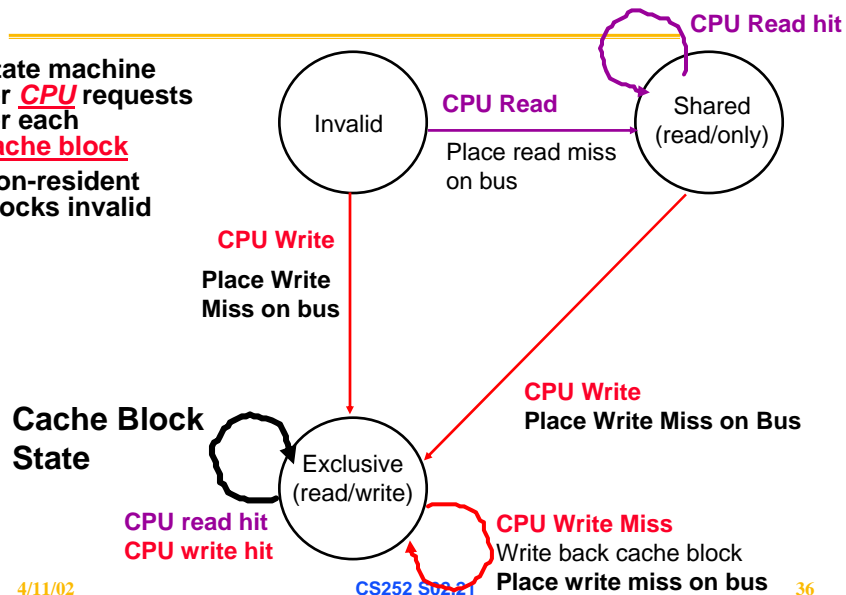 CPU Read hit
tate machine
r CPU requests
r each
ache block
on-resident
locks invalid
Invalid
CPU Read
Place read miss
on bus
Shared
(read/only)
CPU Write
Place Write
Miss on bus
CPU Write
Place Write Miss on Bus
Cache Block
State
Exclusive
(read/write)
CPU read hit
CPU write hit
CPU Write Miss
Write back cache block
Place write miss on bus
4/11/02
CS252 S02.21
36